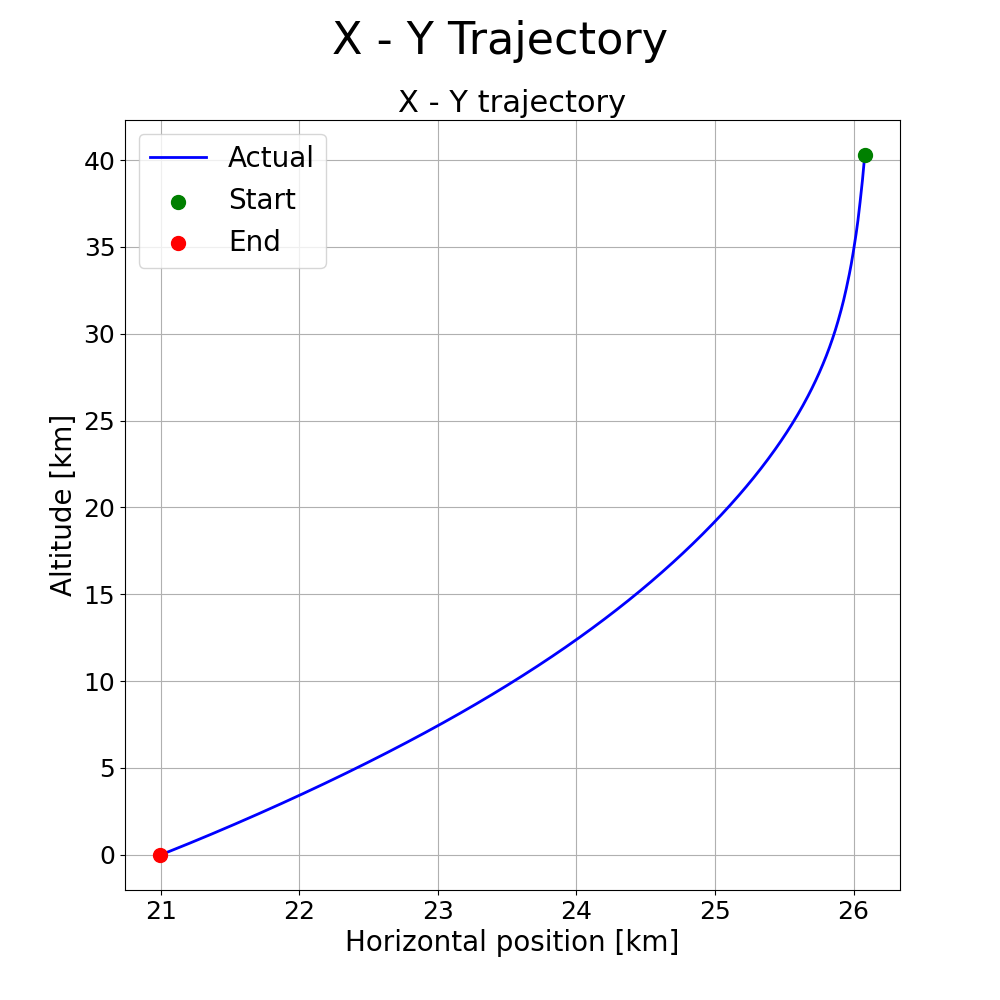 X - Y Trajectory
X - Y trajectory
Actual
Start
End
Altitude [km]
40
35
30
25
20
15
10
5
0
21 22 23 24 25 26
Horizontal position [km]